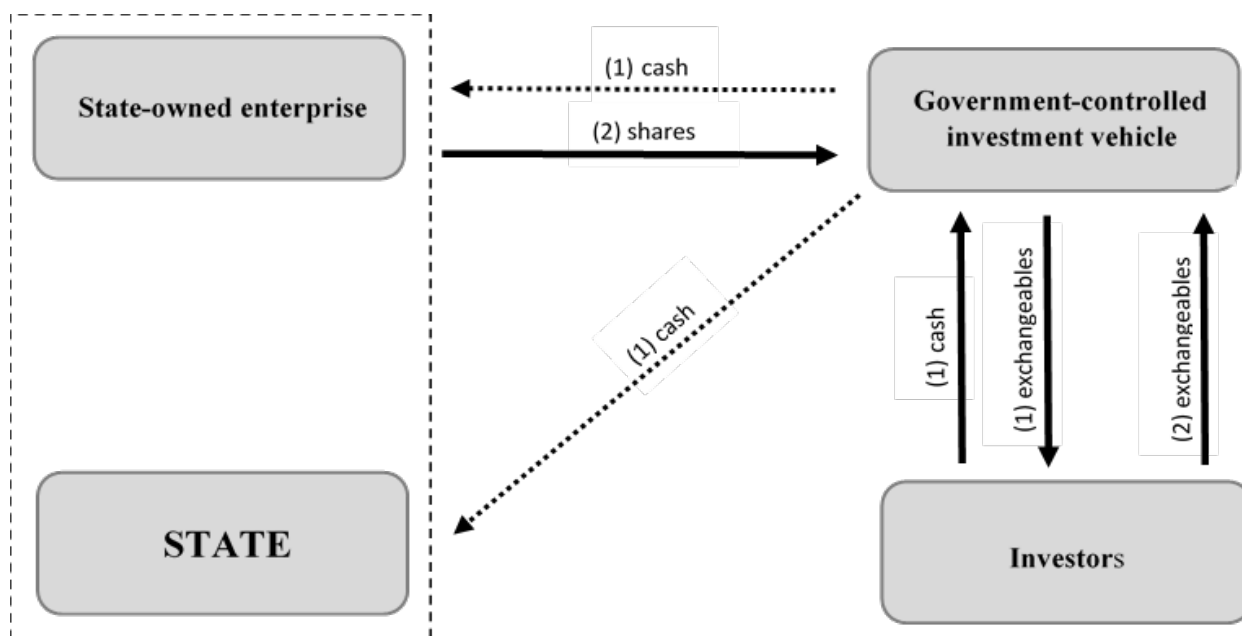 State-owned enterprise
(1) cash
(2) shares
Government-controlled
investment vehicle
(1) cash
(1) cash
(1) exchangeables
(2) exchangeables
STATE
Investors